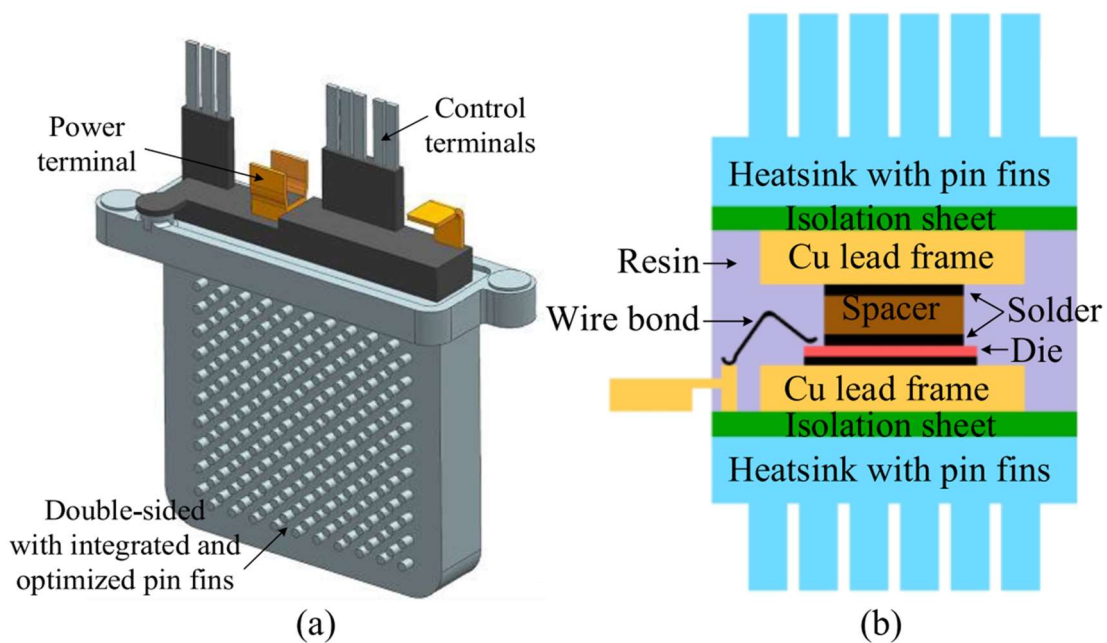 Power
terminal
Control
terminals
Double-sided
with integrated and
optimized pin fins
(a)
Heatsink with pin fins
Isolation sheet
Cu lead frame
Resin
Spacer
Wire bond
Solder
Die
Cu lead frame
Isolation sheet
Heatsink with pin fins
(b)